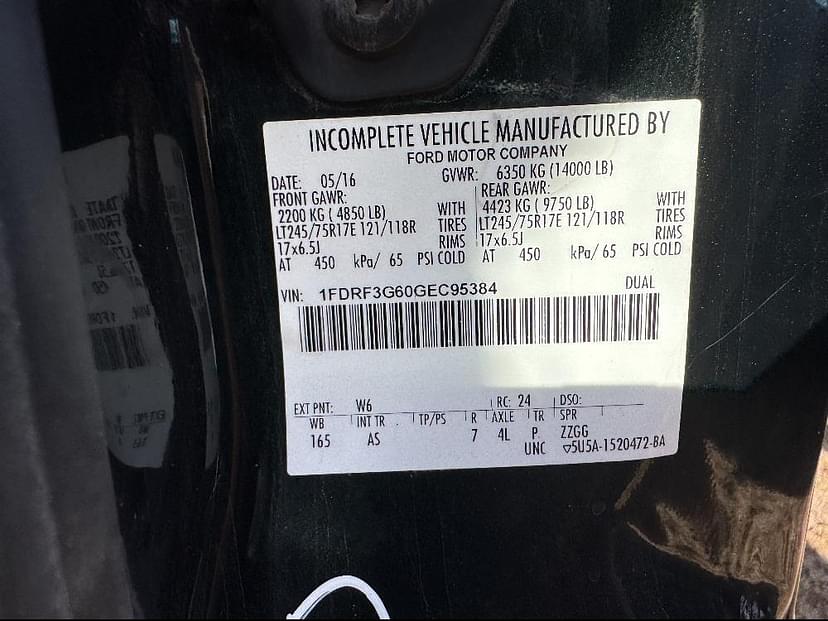 INCOMPLETE VEHICLE MANUFACTURED BY
FORD MOTOR COMPANY
DATE: 05/16 GVWR: 6350 KG (14000 LB)
FRONT GAWR: REAR GAWR:
2200 KG ( 4850 LB) WITH 4423 KG ( 9750 LB) WITH
LT245/75R17E 121/118R TIRES LT245/75R17E 121/118R TIRES
17x6.5J RIMS 17x6.5J RIMS
AT 450 kPa/ 65 PSI COLD AT 450 kPa/ 65 PSI COLD
VIN: 1FDRF3G60GEC95384 DUAL
EXT PNT: W6 RC: 24 DSO:
WB INT TR TP/PS R AXLE TR SPR
165 AS 7 4L P ZZGG
UNC ▽5U5A-1520472-BA